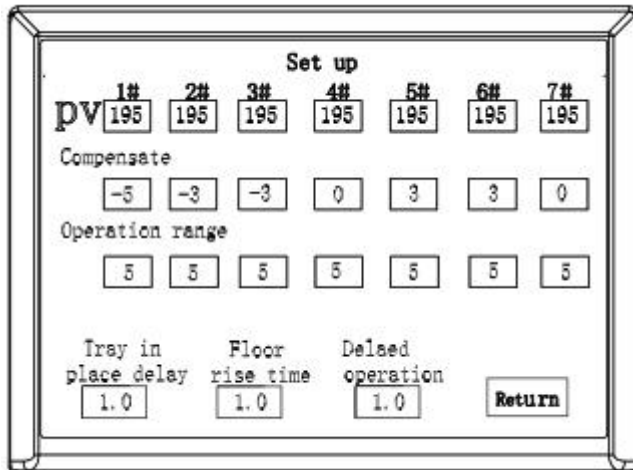 Set up
1# 2# 3# 4# 5# 6# 7#
pv 195 195 195 195 195 195 195
Compensate
-5 -3 -3 0 3 3 0
Operation range
5 5 5 5 5 5 5
Tray in Floor Delaed
place delay rise time operation
1.0 1.0 1.0 Return